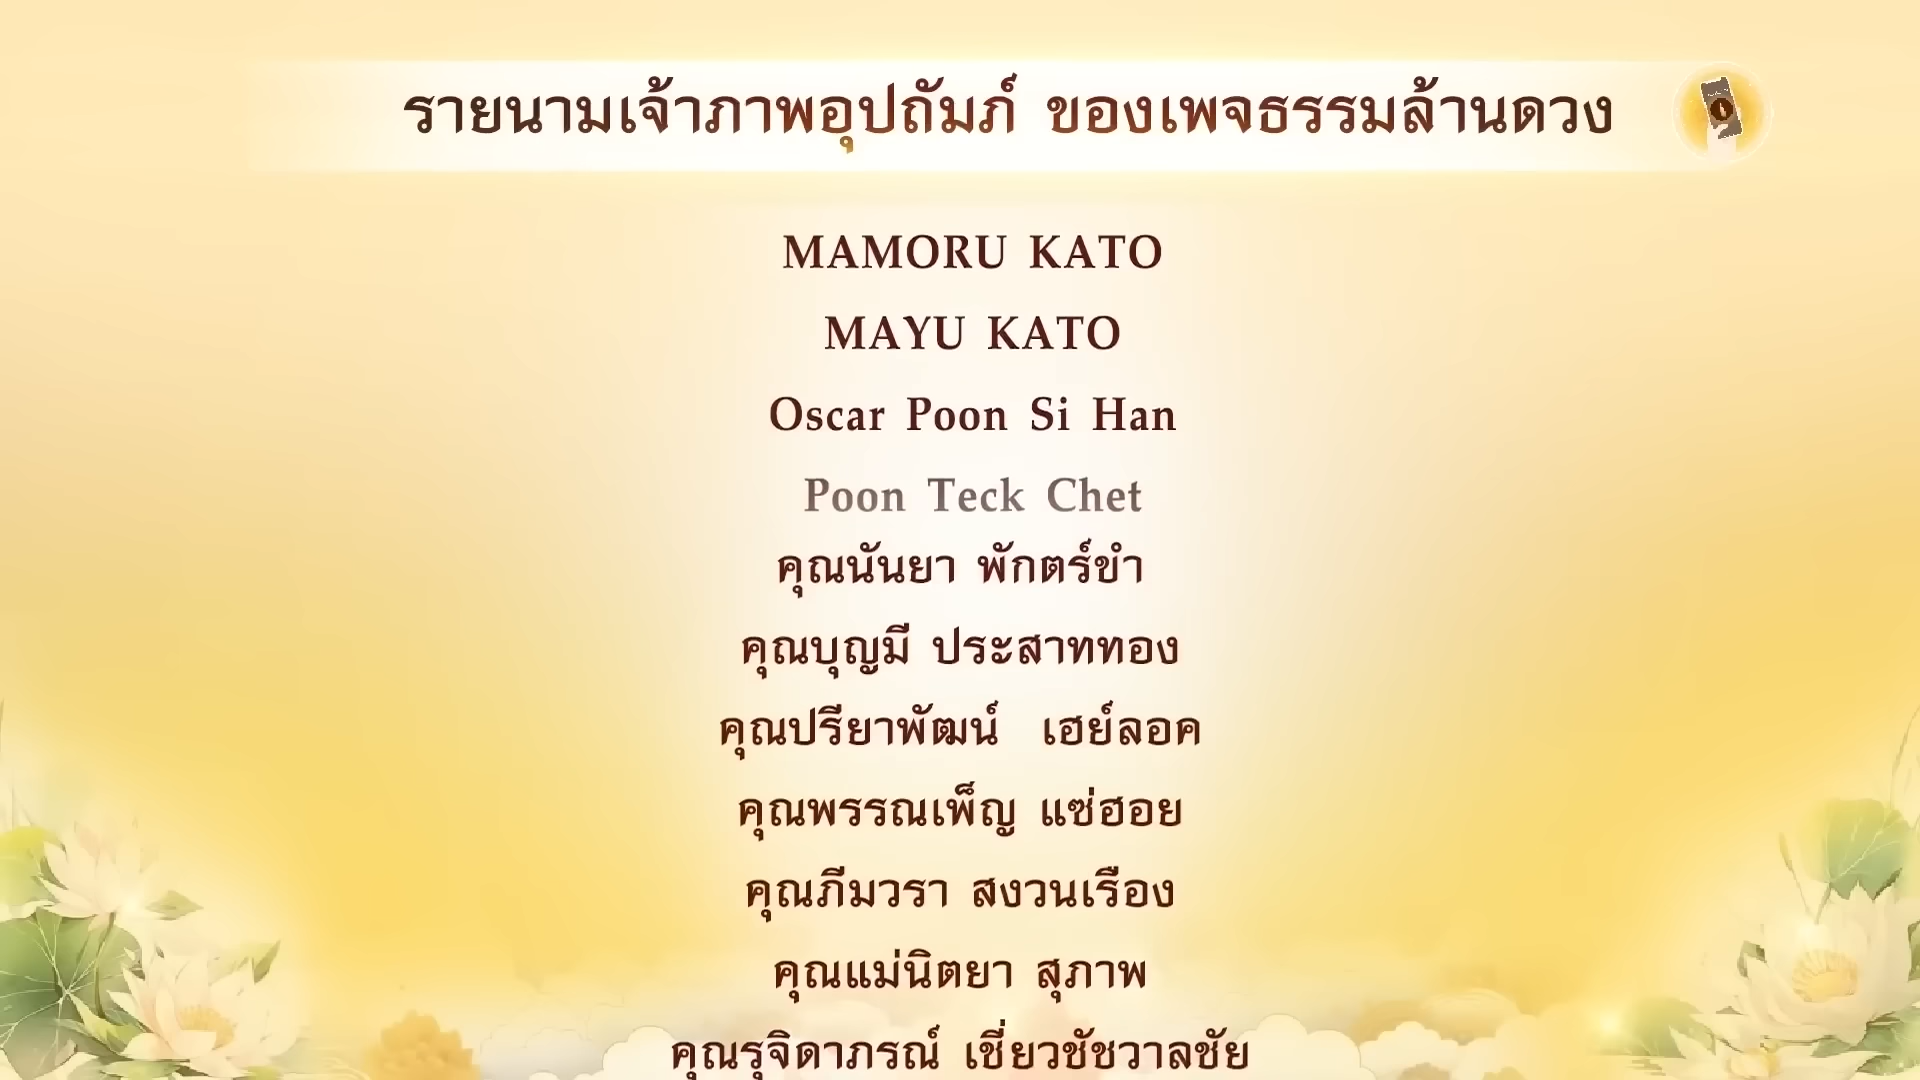 รายนามเจ้าภาพอุปถัมภ์ ของเพจธรรมล้านดวง
MAMORU KATO
MAYU KATO
Oscar Poon Si Han
Poon Teck Chet
คุณนันยา พักตร์ขำ
คุณบุญมี ประสาททอง
คุณปรียาพัฒน์ เฮย์ลอค
คุณพรรณเพ็ญ แซ่ฮอย
คุณภีมวรา สงวนเรือง
คุณแม่นิตยา สุภาพ
คุณรุจิดาภรณ์ เชี่ยวชัชวาลชัย